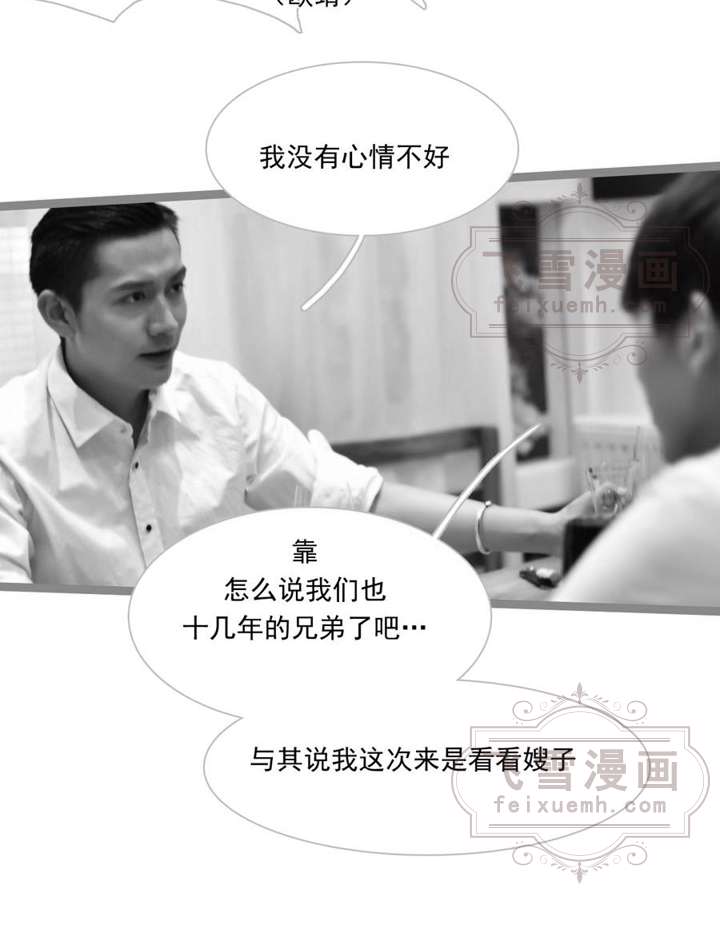 我没有心情不好
飞雪漫画
feixuemh.com
靠
怎么说我们也
十几年的兄弟了吧…
与其说我这次来是看看嫂子
飞雪漫画
feixuemh.com